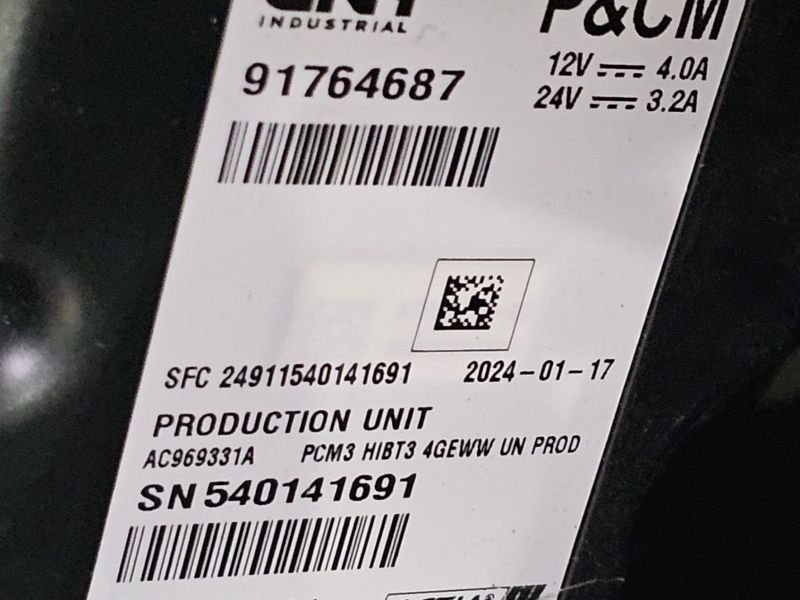 INDUSTRIAL
P&CM
91764687
12V ⎓ 4.0A
24V ⎓ 3.2A
SFC 24911540141691 2024-01-17
PRODUCTION UNIT
AC969331A PCM3 HIBT3 4GEWW UN PROD
SN 540141691